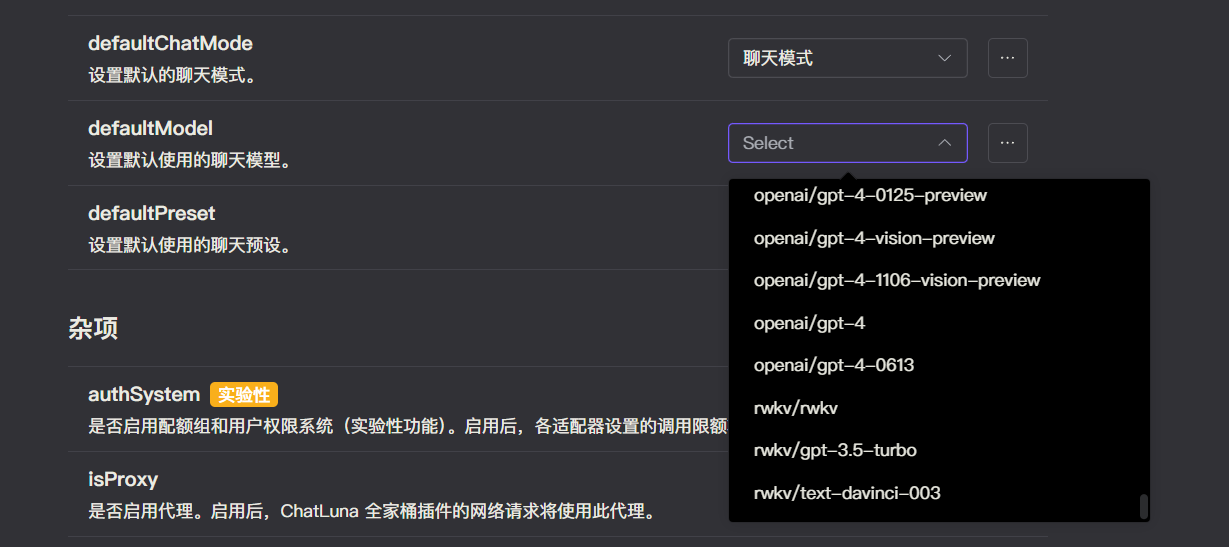 defaultChatMode
设置默认的聊天模式。
聊天模式
defaultModel
设置默认使用的聊天模型。
Select
defaultPreset
设置默认使用的聊天预设。
openai/gpt-4-0125-preview
openai/gpt-4-vision-preview
openai/gpt-4-1106-vision-preview
openai/gpt-4
openai/gpt-4-0613
rwkv/rwkv
rwkv/gpt-3.5-turbo
rwkv/text-davinci-003
杂项
authSystem 实验性
是否启用配额组和用户权限系统（实验性功能）。启用后，各适配器设置的调用限额
isProxy
是否启用代理。启用后，ChatLuna 全家桶插件的网络请求将使用此代理。